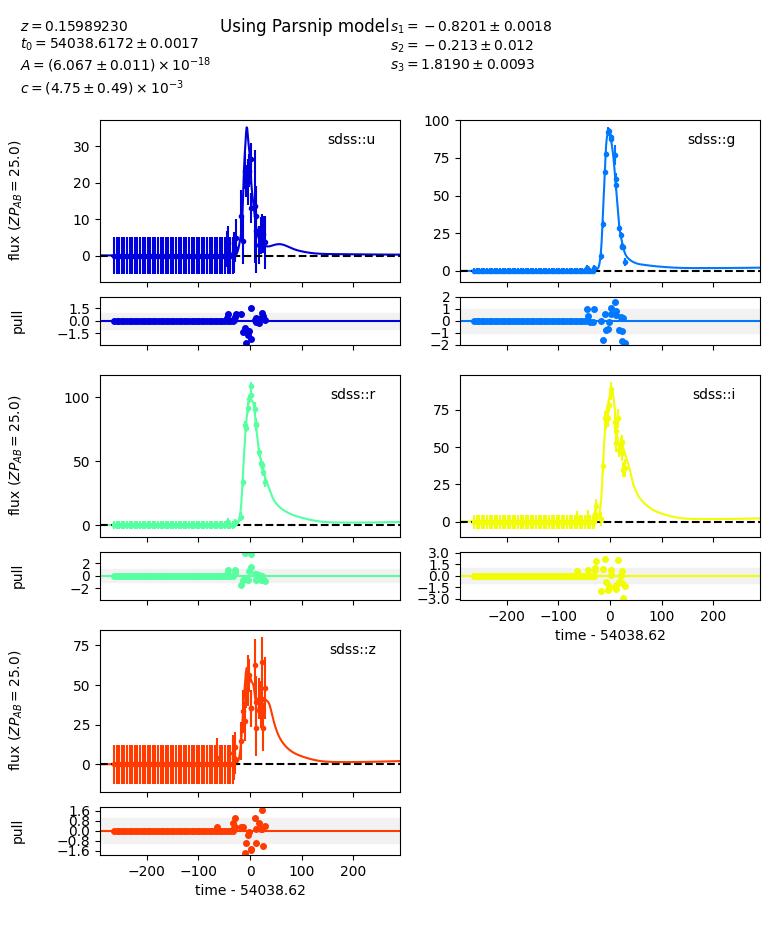 Using Parsnip model
z = 0.15989230
t₀ = 54038.6172 ± 0.0017
A = (6.067 ± 0.011) × 10⁻¹⁸
c = (4.75 ± 0.49) × 10⁻³
s₁ = −0.8201 ± 0.0018
s₂ = −0.213 ± 0.012
s₃ = 1.8190 ± 0.0093
sdss::u
flux (ZP_AB = 25.0)
30
20
10
0
pull
1.5
0.0
−1.5
sdss::g
100
75
50
25
0
2
1
0
−1
−2
sdss::r
flux (ZP_AB = 25.0)
100
50
0
pull
2
0
−2
sdss::i
75
50
25
0
3.0
1.5
0.0
−1.5
−3.0
−200 −100 0 100 200
time - 54038.62
sdss::z
flux (ZP_AB = 25.0)
75
50
25
0
pull
1.6
0.8
0.0
−0.8
−1.6
−200 −100 0 100 200
time - 54038.62